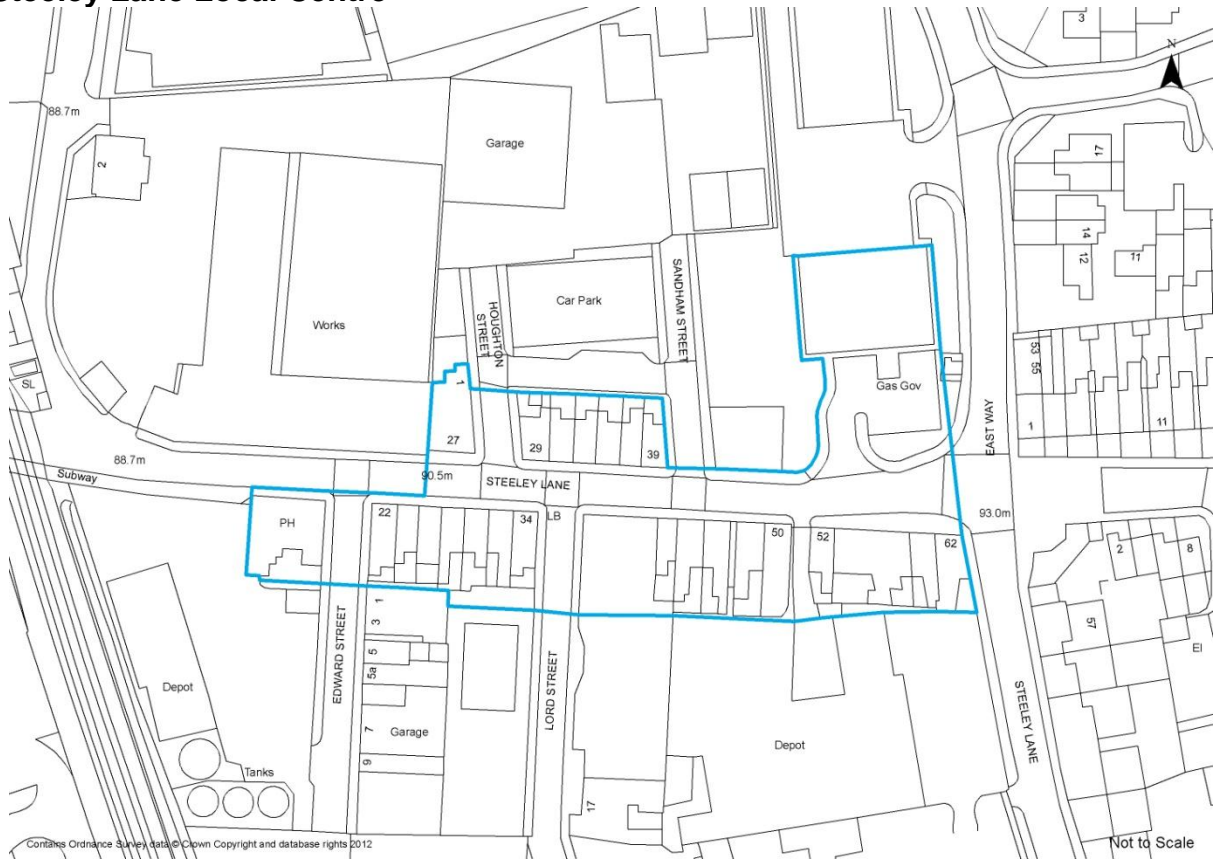 Steeley Lane Local Centre
3
N
88.7m
2
Garage
17
14
12
11
SANDHAM STREET
HOUGHTON
STREET
Car Park
Works
53
55
SL
1
Gas Gov
1
11
EAST WAY
27
29
39
88.7m
90.5m
Subway
STEELEY LANE
PH
22
34
LB
50
52
62
93.0m
2
8
57
El
1
3
5
5a
EDWARD STREET
LORD STREET
Depot
7
Garage
9
Depot
STEELEY LANE
Tanks
17
Contains Ordnance Survey data © Crown Copyright and database rights 2012
Not to Scale